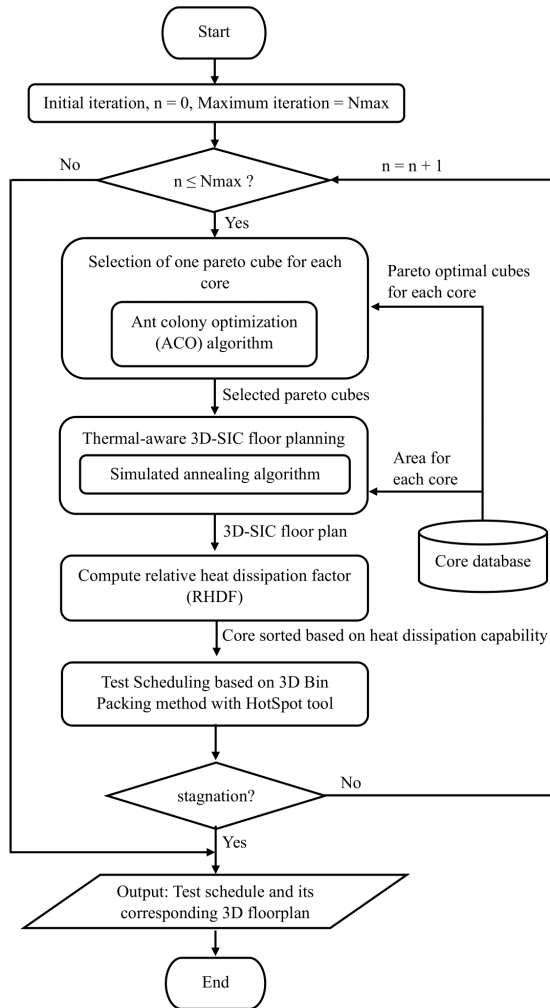 Start
Initial iteration, n = 0, Maximum iteration = Nmax
No
n = n + 1
n ≤ Nmax ?
Yes
Selection of one pareto cube for each
core
Pareto optimal cubes
for each core
Ant colony optimization
(ACO) algorithm
Selected pareto cubes
Thermal-aware 3D-SIC floor planning
Simulated annealing algorithm
Area for
each core
3D-SIC floor plan
Core database
Compute relative heat dissipation factor
(RHDF)
Core sorted based on heat dissipation capability
Test Scheduling based on 3D Bin
Packing method with HotSpot tool
stagnation?
No
Yes
Output: Test schedule and its
corresponding 3D floorplan
End